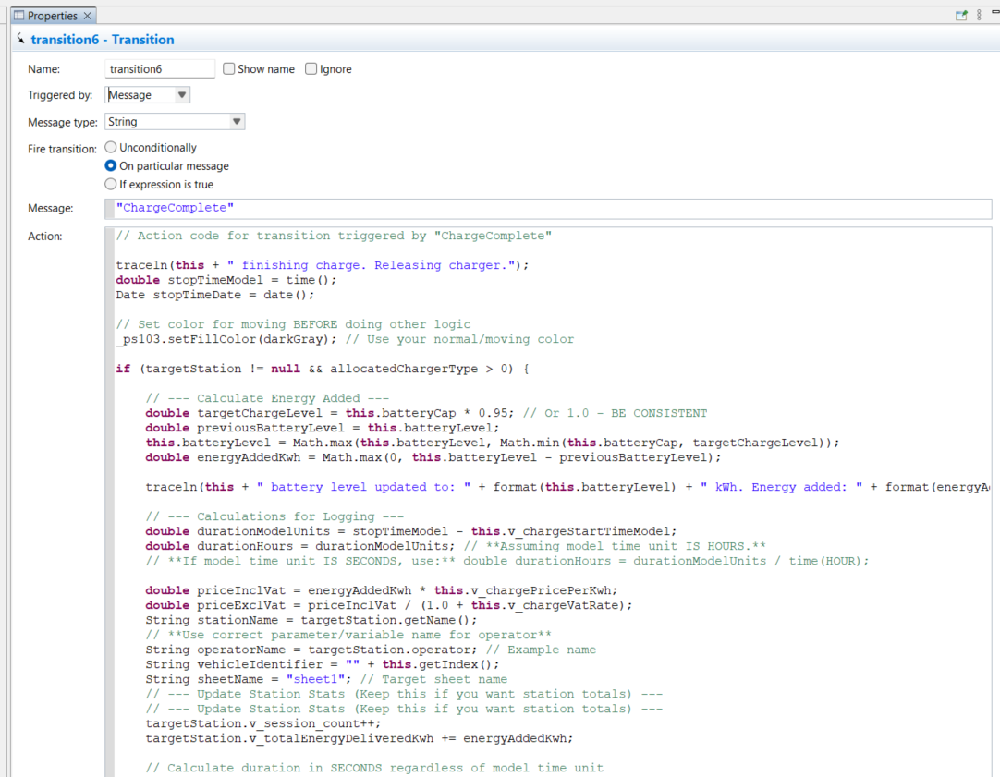 Properties
transition6 - Transition
Name: transition6 Show name Ignore
Triggered by: Message
Message type: String
Fire transition: Unconditionally
On particular message
If expression is true
Message: "ChargeComplete"
Action: // Action code for transition triggered by "ChargeComplete"
traceln(this + " finishing charge. Releasing charger.");
double stopTimeModel = time();
Date stopTimeDate = date();
// Set color for moving BEFORE doing other logic
_ps103.setFillColor(darkGray); // Use your normal/moving color
if (targetStation != null && allocatedChargerType > 0) {
// --- Calculate Energy Added ---
double targetChargeLevel = this.batteryCap * 0.95; // Or 1.0 - BE CONSISTENT
double previousBatteryLevel = this.batteryLevel;
this.batteryLevel = Math.max(this.batteryLevel, Math.min(this.batteryCap, targetChargeLevel));
double energyAddedKwh = Math.max(0, this.batteryLevel - previousBatteryLevel);
traceln(this + " battery level updated to: " + format(this.batteryLevel) + " kWh. Energy added: " + format(energyA
// --- Calculations for Logging ---
double durationModelUnits = stopTimeModel - this.v_chargeStartTimeModel;
double durationHours = durationModelUnits; // **Assuming model time unit IS HOURS.**
// **If model time unit IS SECONDS, use:** double durationHours = durationModelUnits / time(HOUR);
double priceInclVat = energyAddedKwh * this.v_chargePricePerKwh;
double priceExclVat = priceInclVat / (1.0 + this.v_chargeVatRate);
String stationName = targetStation.getName();
// **Use correct parameter/variable name for operator**
String operatorName = targetStation.operator; // Example name
String vehicleIdentifier = "" + this.getIndex();
String sheetName = "sheet1"; // Target sheet name
// --- Update Station Stats (Keep this if you want station totals) ---
// --- Update Station Stats (Keep this if you want station totals) ---
targetStation.v_session_count++;
targetStation.v_totalEnergyDeliveredKwh += energyAddedKwh;
// Calculate duration in SECONDS regardless of model time unit